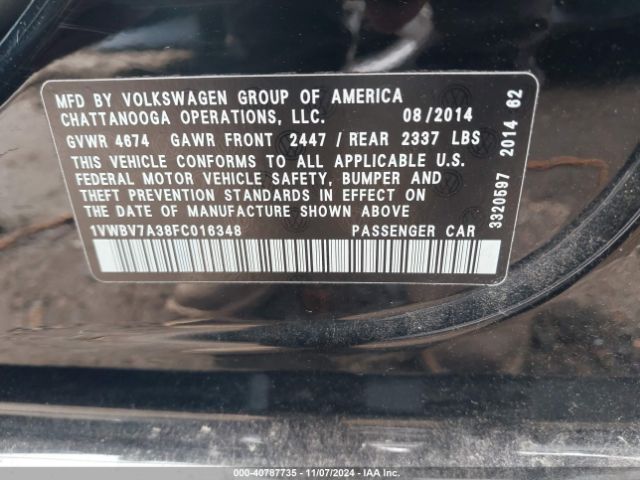 MFD BY VOLKSWAGEN GROUP OF AMERICA
CHATTANOOGA OPERATIONS, LLC. 08/2014
GVWR 4674 GAWR FRONT 2447 / REAR 2337 LBS
THIS VEHICLE CONFORMS TO ALL APPLICABLE U.S.
FEDERAL MOTOR VEHICLE SAFETY, BUMPER AND
THEFT PREVENTION STANDARDS IN EFFECT ON
THE DATE OF MANUFACTURE SHOWN ABOVE
1VWBV7A38FC016348 PASSENGER CAR
3320597 2014 62
000-40787735 - 11/07/2024 - IAA Inc.